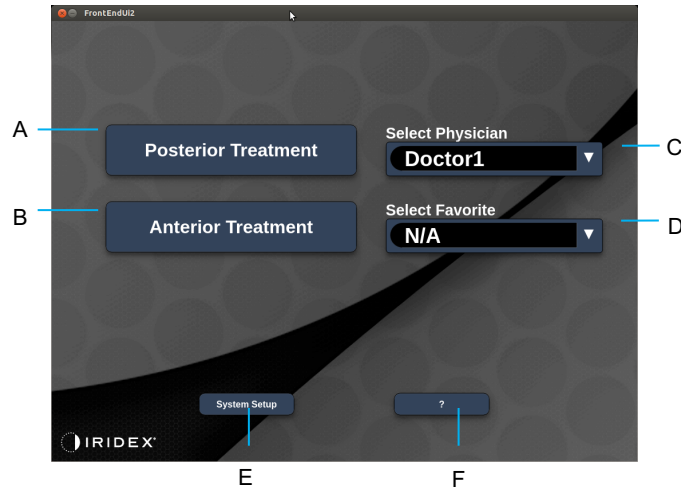 FrontEndUi2
A
Posterior Treatment
Select Physician
Doctor1
C
B
Anterior Treatment
Select Favorite
N/A
D
System Setup
?
IRIDEX
E
F